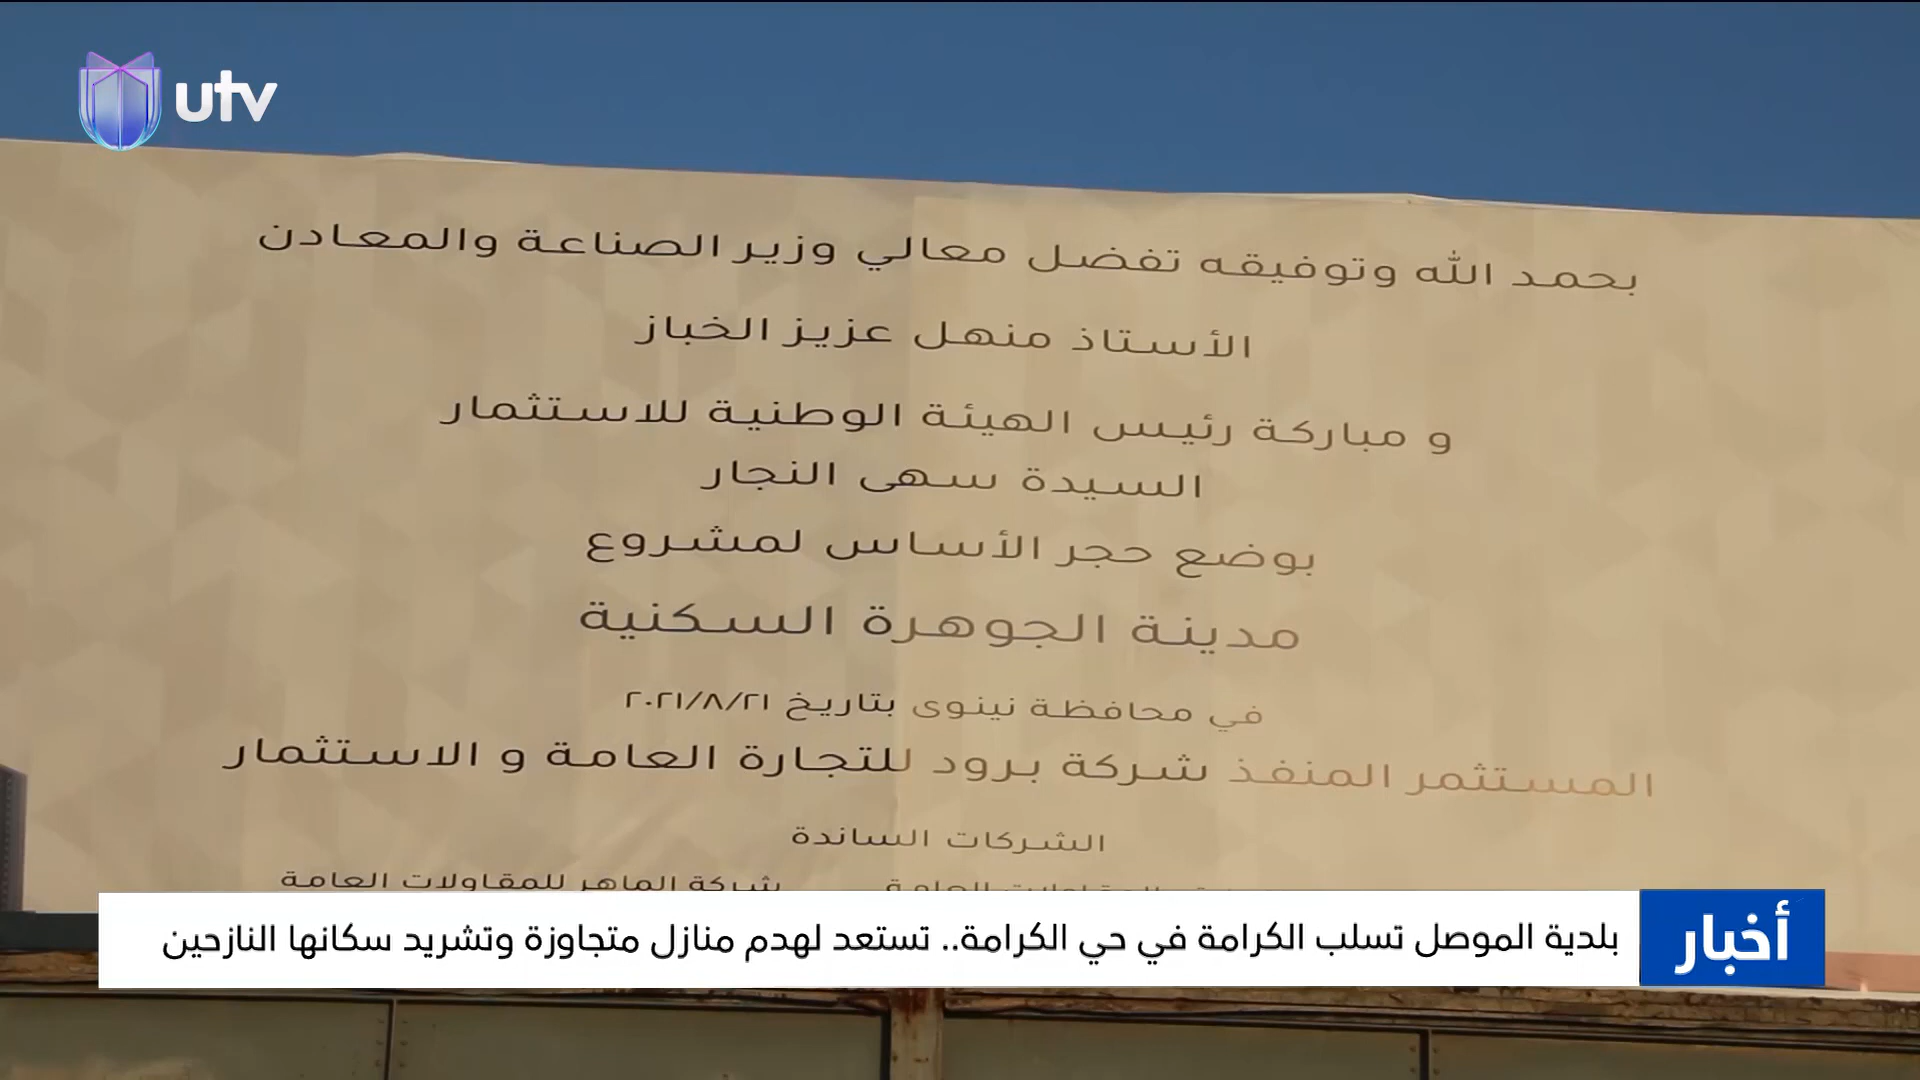 utv
بحمد الله وتوفيقه تفضل معالي وزير الصناعة والمعادن
الأستاذ منهل عزيز الخباز
و مباركة رئيس الهيئة الوطنية للاستثمار
السيدة سهى النجار
بوضع حجر الأساس لمشروع
مدينة الجوهرة السكنية
في محافظة نينوى بتاريخ ٢٠٢١/٨/٢١
المستثمر المنفذ شركة برود للتجارة العامة و الاستثمار
الشركات الساندة
شركة الماهر للمقاولات العامة
أخبار
بلدية الموصل تسلب الكرامة في حي الكرامة.. تستعد لهدم منازل متجاوزة وتشريد سكانها النازحين